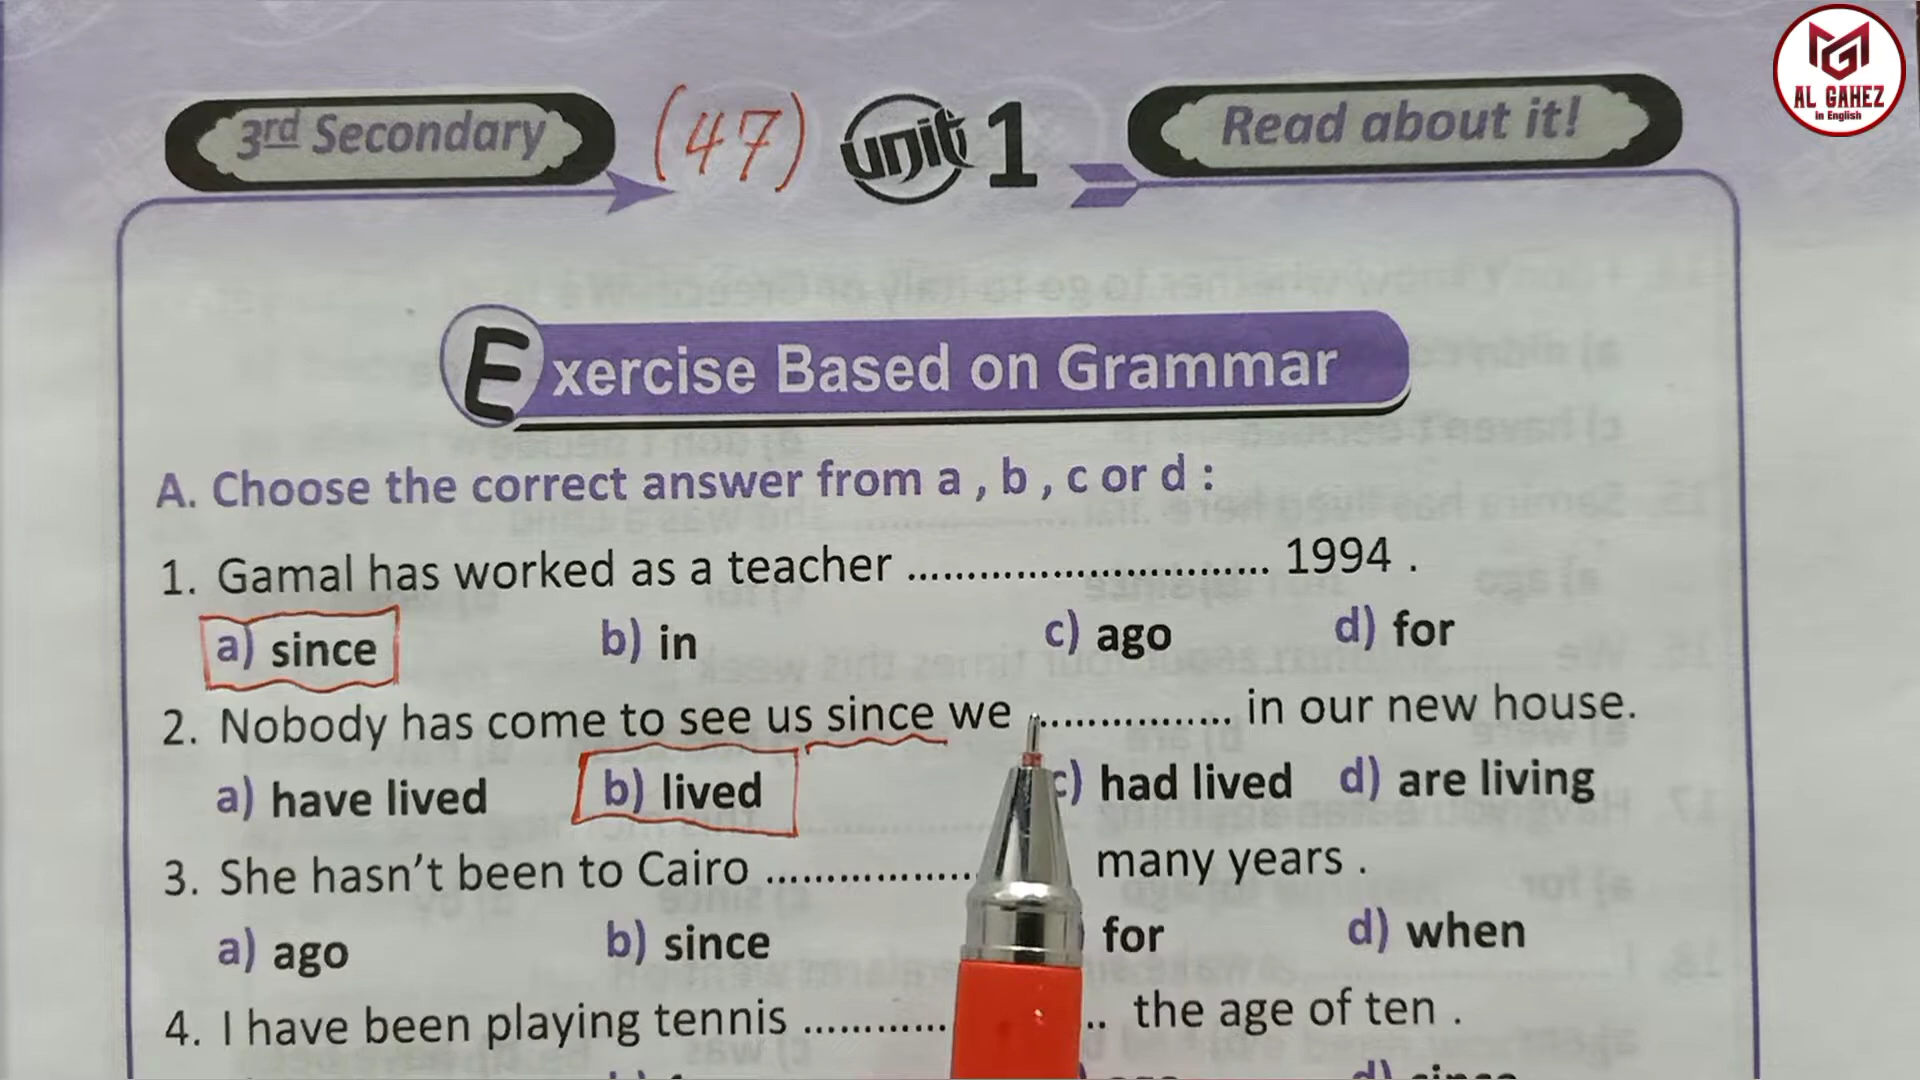 AL GAHEZ
in English
3rd Secondary (47) unit 1 Read about it!
Exercise Based on Grammar
A. Choose the correct answer from a , b , c or d :
1. Gamal has worked as a teacher .............................. 1994 .
a) since b) in c) ago d) for
2. Nobody has come to see us since we ................. in our new house.
a) have lived b) lived c) had lived d) are living
3. She hasn't been to Cairo .................. many years .
a) ago b) since for d) when
4. I have been playing tennis .............. the age of ten .
d) since